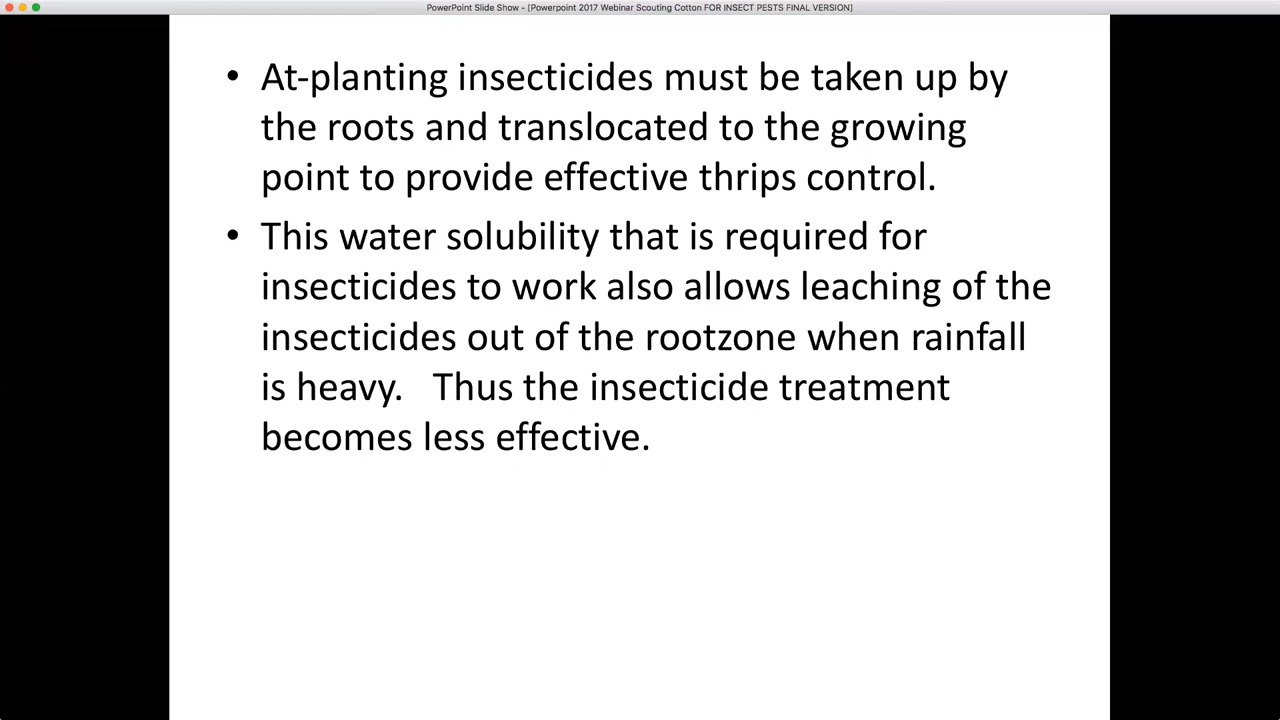 PowerPoint Slide Show - [Powerpoint 2017 Webinar Scouting Cotton FOR INSECT PESTS FINAL VERSION]
• At-planting insecticides must be taken up by
the roots and translocated to the growing
point to provide effective thrips control.
• This water solubility that is required for
insecticides to work also allows leaching of the
insecticides out of the rootzone when rainfall
is heavy.   Thus the insecticide treatment
becomes less effective.